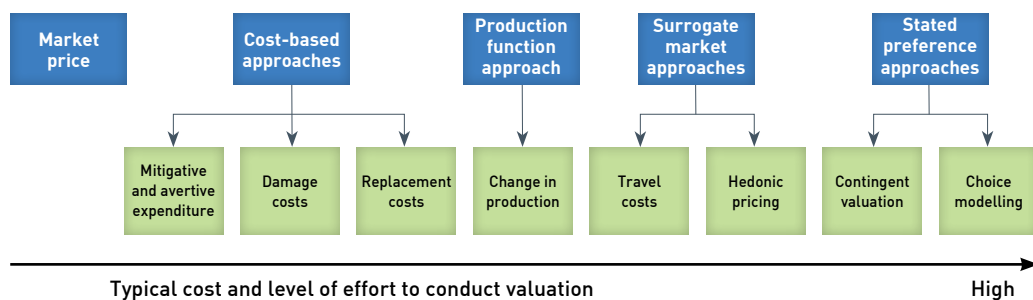 Market
price
Cost-based
approaches
Production
function
approach
Surrogate
market
approaches
Stated
preference
approaches
Mitigative
and avertive
expenditure
Damage
costs
Replacement
costs
Change in
production
Travel
costs
Hedonic
pricing
Contingent
valuation
Choice
modelling
Typical cost and level of effort to conduct valuation
High